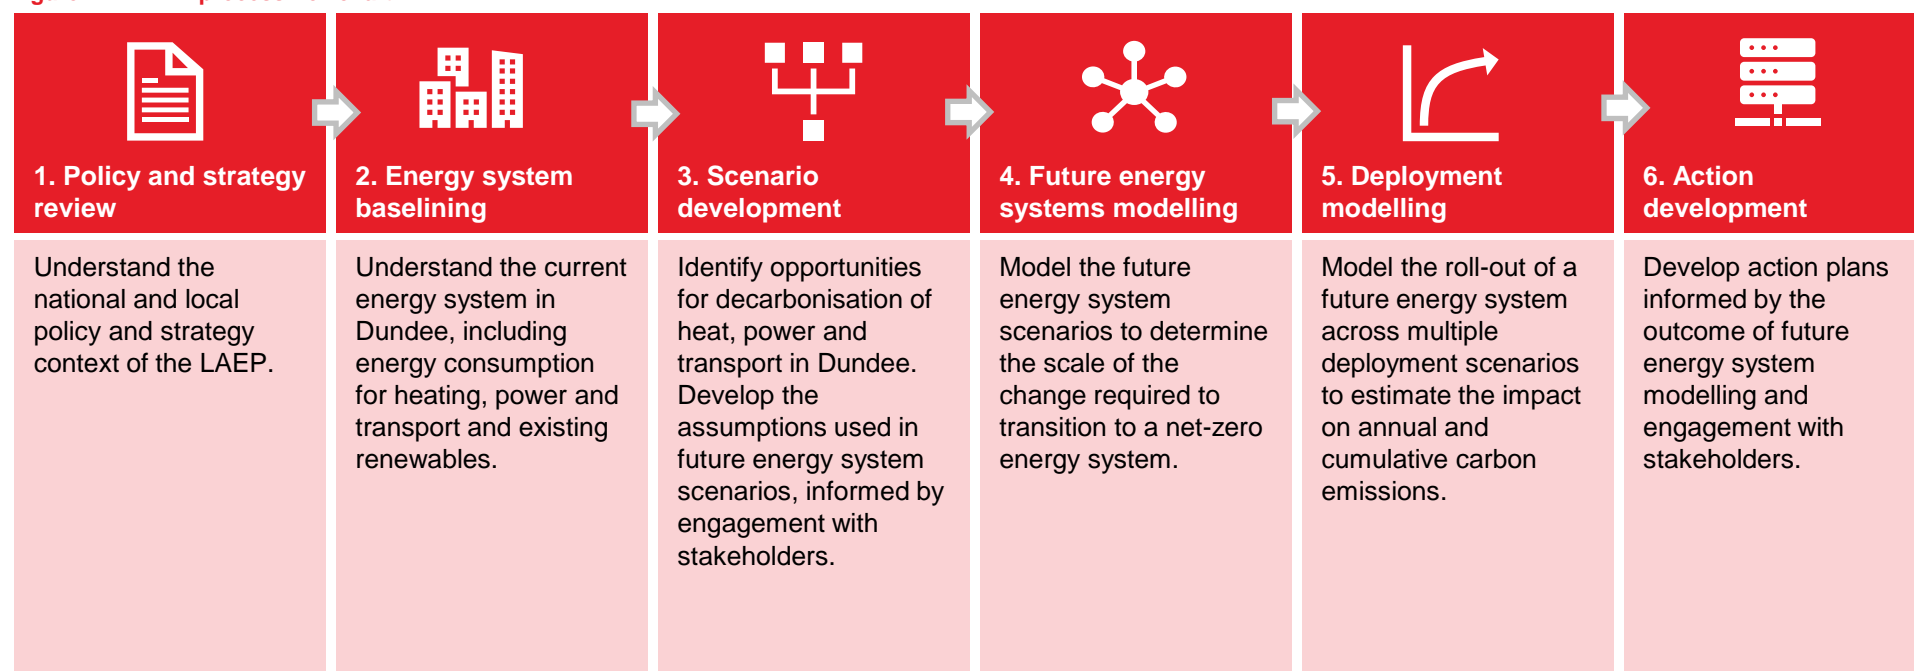 1. Policy and strategy
review
Understand the
national and local
policy and strategy
context of the LAEP.
2. Energy system
baselining
Understand the current
energy system in
Dundee, including
energy consumption
for heating, power and
transport and existing
renewables.
3. Scenario
development
Identify opportunities
for decarbonisation of
heat, power and
transport in Dundee.
Develop the
assumptions used in
future energy system
scenarios, informed by
engagement with
stakeholders.
4. Future energy
systems modelling
Model the future
energy system
scenarios to determine
the scale of the
change required to
transition to a net-zero
energy system.
5. Deployment
modelling
Model the roll-out of a
future energy system
across multiple
deployment scenarios
to estimate the impact
on annual and
cumulative carbon
emissions.
6. Action
development
Develop action plans
informed by the
outcome of future
energy system
modelling and
engagement with
stakeholders.